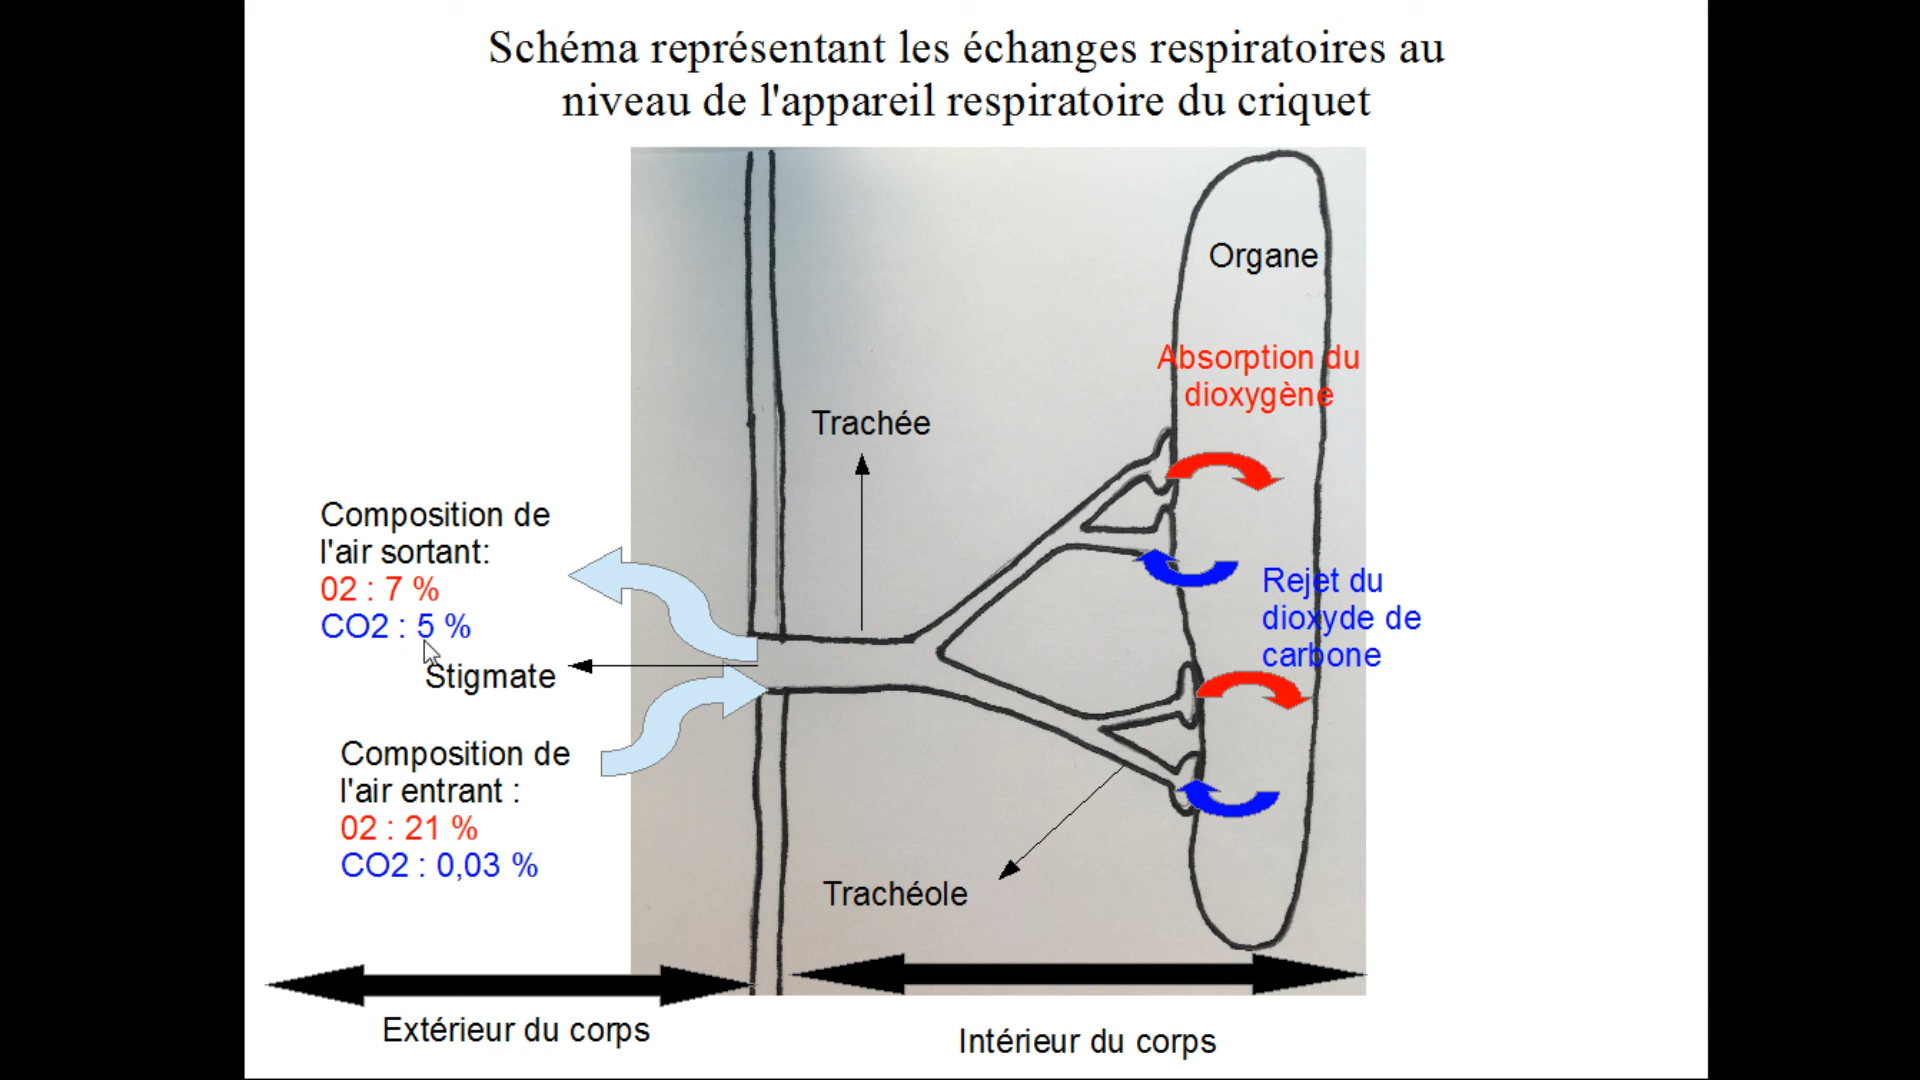 Schéma représentant les échanges respiratoires au
niveau de l'appareil respiratoire du criquet
Organe
Absorption du
dioxygène
Trachée
Composition de
l'air sortant:
02 : 7 %
CO2 : 5 %
Rejet du
dioxyde de
carbone
Stigmate
Composition de
l'air entrant :
02 : 21 %
CO2 : 0,03 %
Trachéole
Extérieur du corps
Intérieur du corps